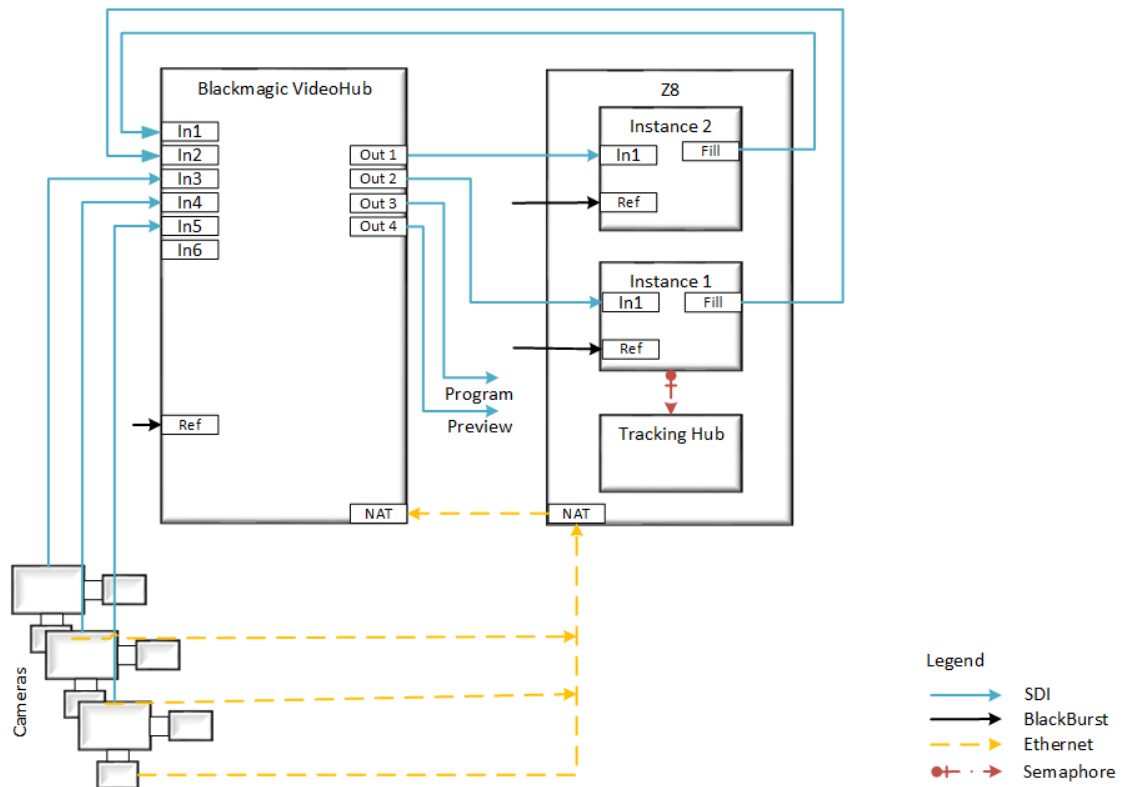 Blackmagic VideoHub
In1
In2
In3
In4
In5
In6
Out 1
Out 2
Out 3
Out 4
Ref
NAT
Z8
Instance 2
In1
Fill
Ref
Instance 1
In1
Fill
Ref
Tracking Hub
NAT
Program
Preview
Cameras
Legend
SDI
BlackBurst
Ethernet
Semaphore